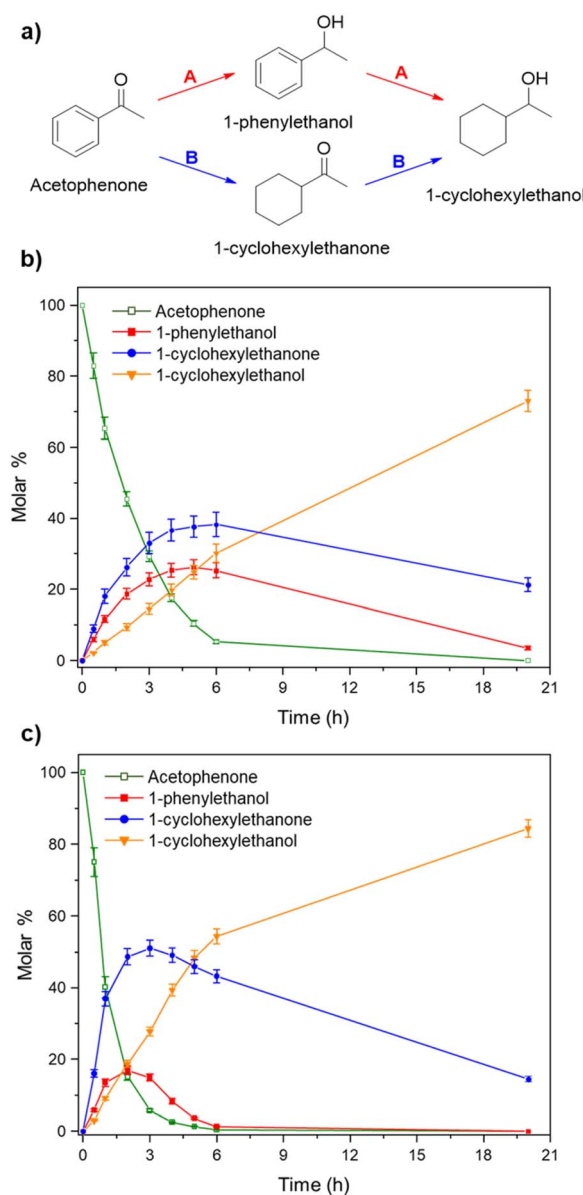 a)
O
OH
OH
A
A
1-phenylethanol
O
B
B
Acetophenone
1-cyclohexylethanol
1-cyclohexylethanone
b)
100
80
60
40
20
0
Molar %
Acetophenone
1-phenylethanol
1-cyclohexylethanone
1-cyclohexylethanol
0 3 6 9 12 15 18 21
Time (h)
c)
100
80
60
40
20
0
Molar %
Acetophenone
1-phenylethanol
1-cyclohexylethanone
1-cyclohexylethanol
0 3 6 9 12 15 18 21
Time (h)